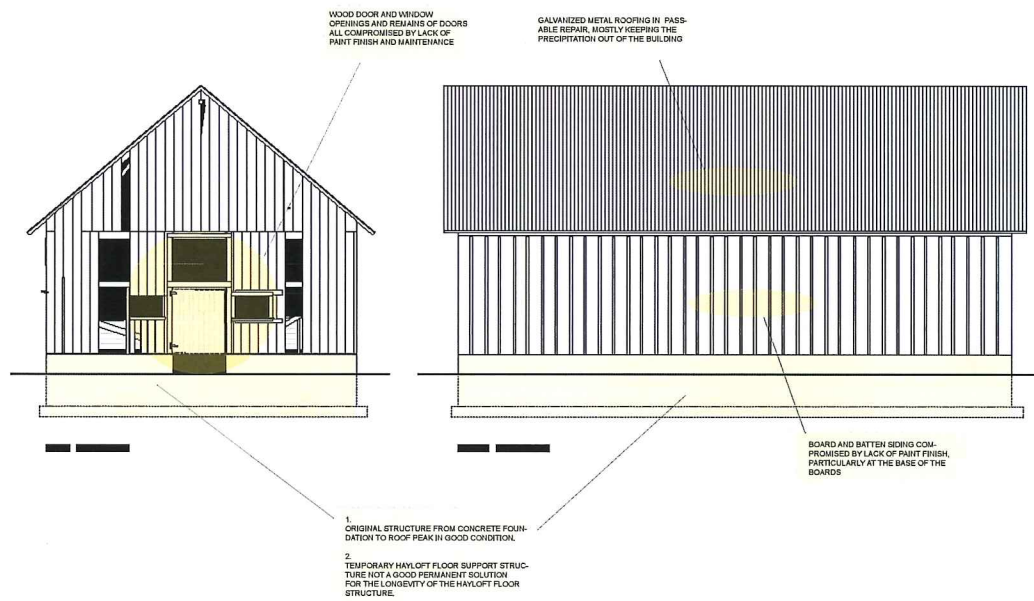 WOOD DOOR AND WINDOW
OPENINGS AND REMAINS OF DOORS
ALL COMPROMISED BY LACK OF
PAINT FINISH AND MAINTENANCE
GALVANIZED METAL ROOFING IN PASS-
ABLE REPAIR, MOSTLY KEEPING THE
PRECIPITATION OUT OF THE BUILDING
BOARD AND BATTEN SIDING COM-
PROMISED BY LACK OF PAINT FINISH,
PARTICULARLY AT THE BASE OF THE
BOARDS
1.
ORIGINAL STRUCTURE FROM CONCRETE FOUN-
DATION TO ROOF PEAK IN GOOD CONDITION.
2.
TEMPORARY HAYLOFT FLOOR SUPPORT STRUC-
TURE NOT A GOOD PERMANENT SOLUTION
FOR THE LONGEVITY OF THE HAYLOFT FLOOR
STRUCTURE.